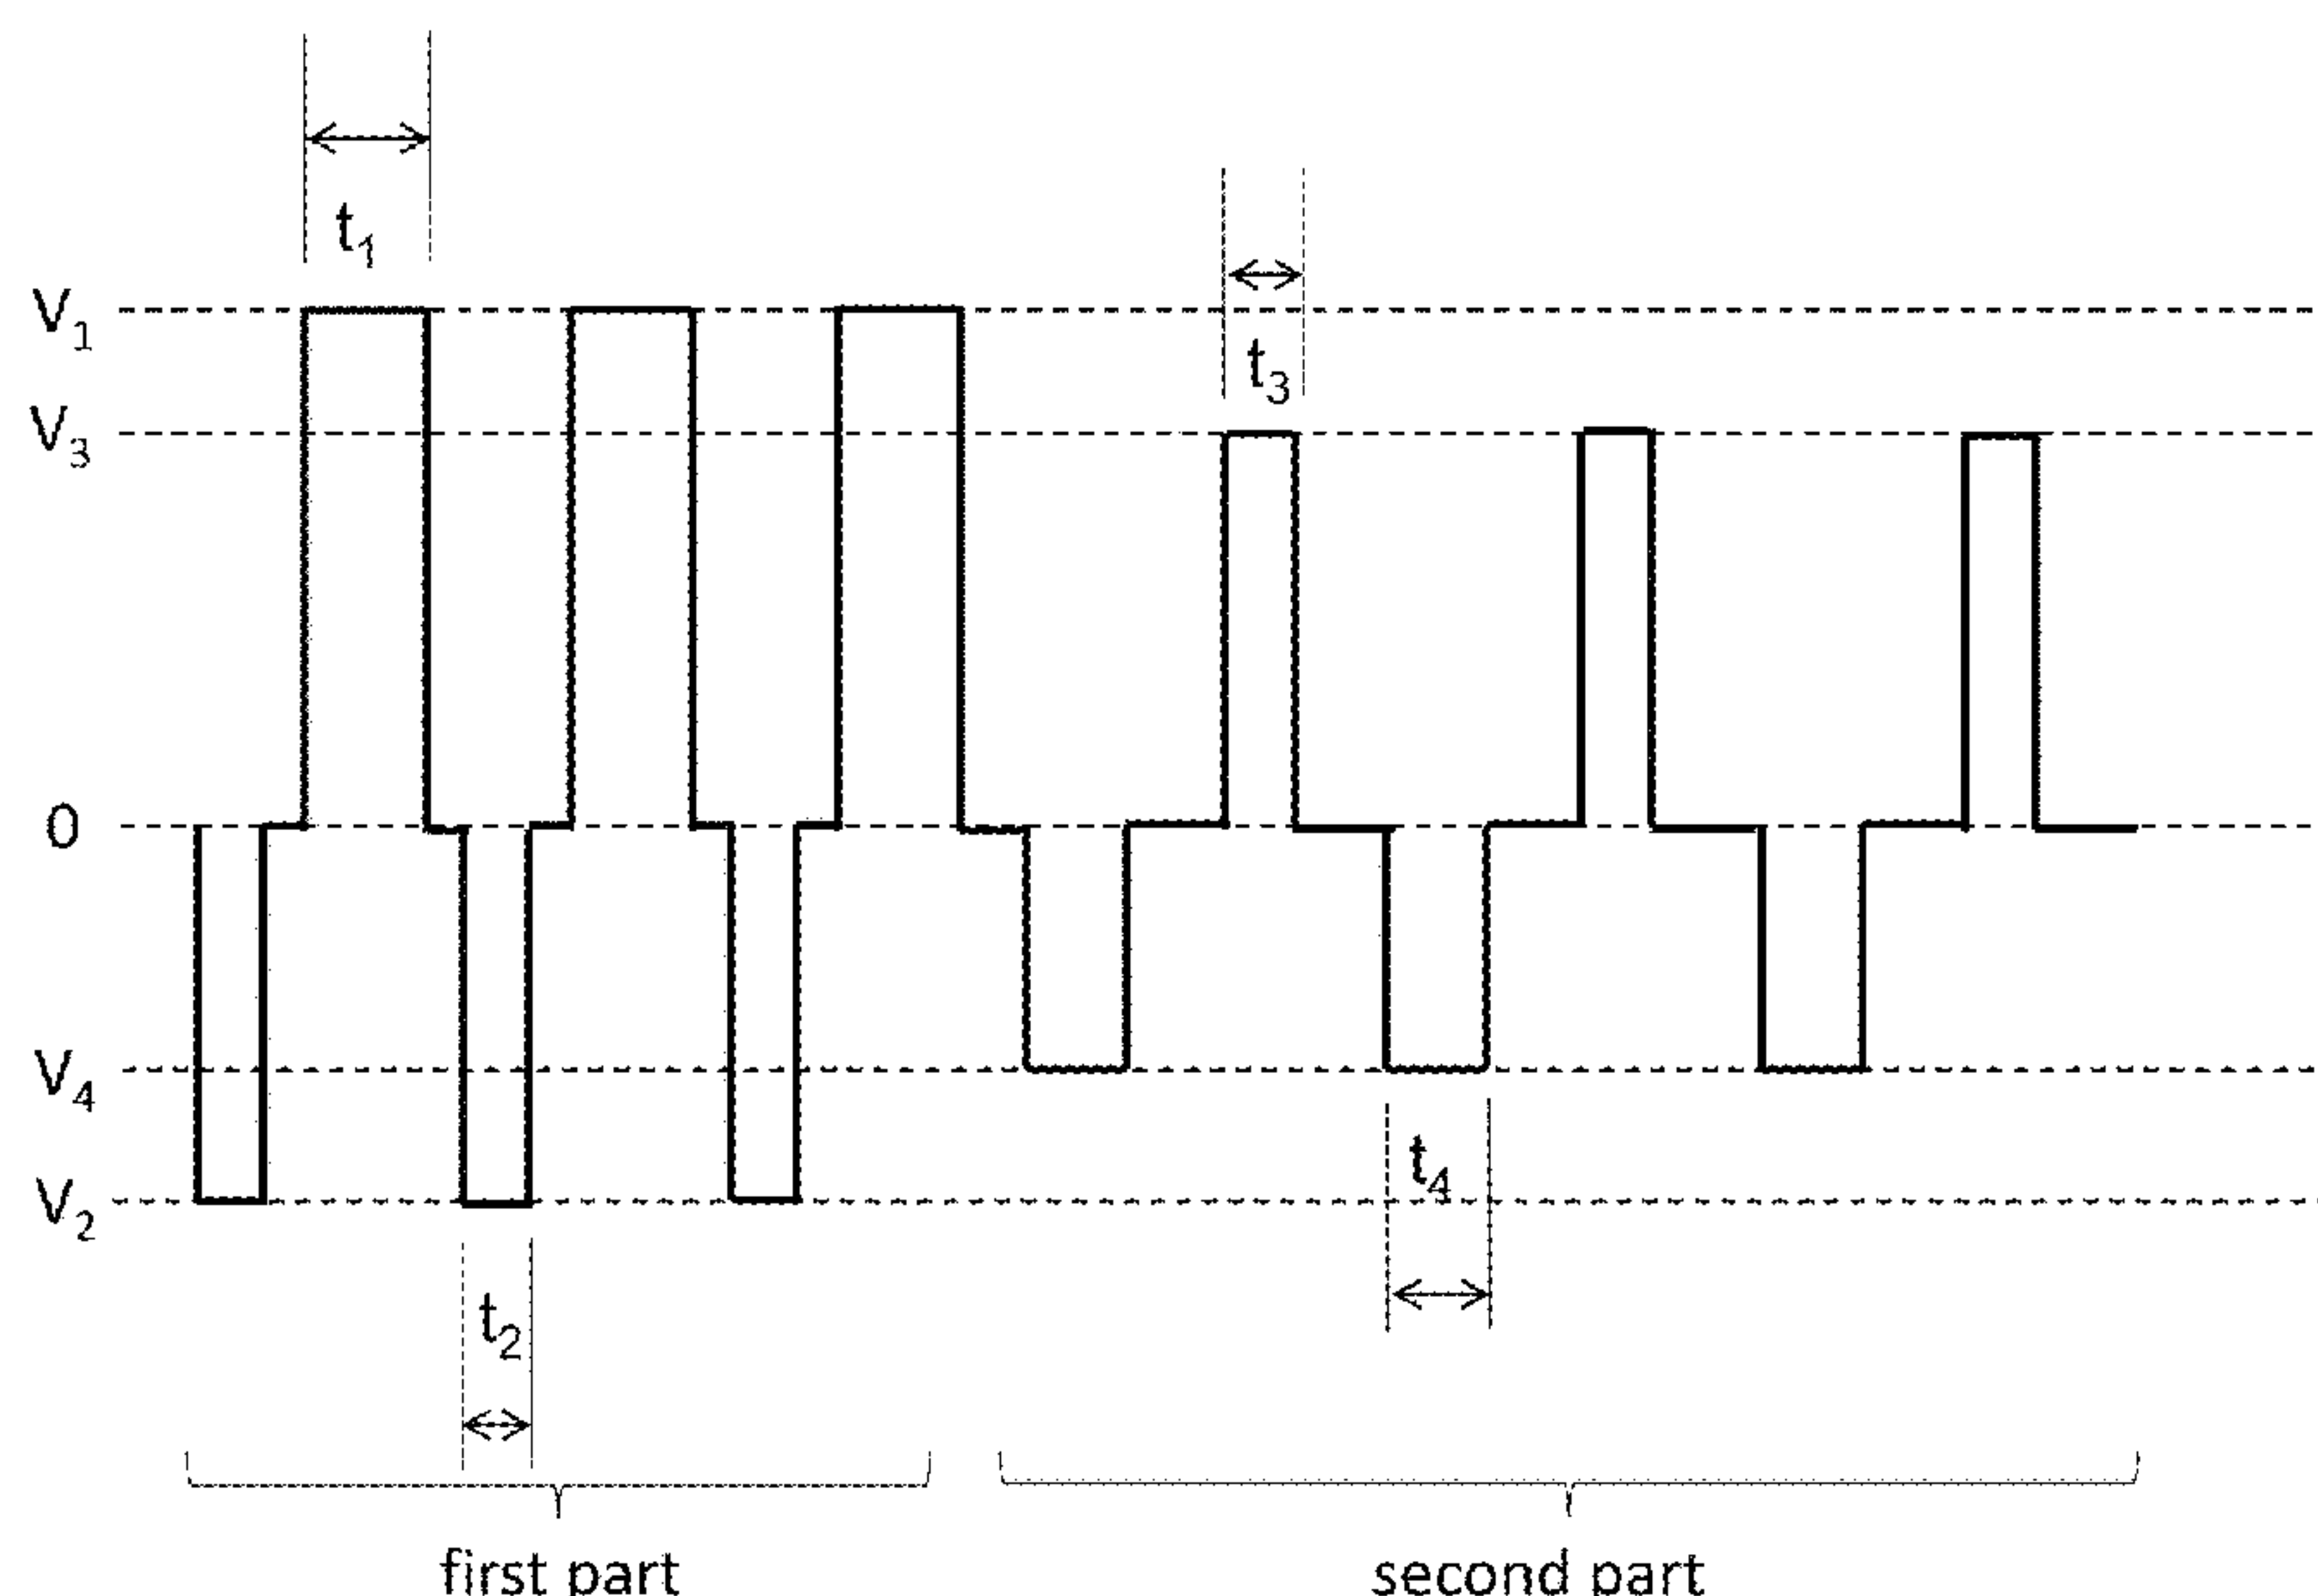 t₁
V₁
t₃
V₃
0
V₄
t₄
V₂
t₂
first part
second part